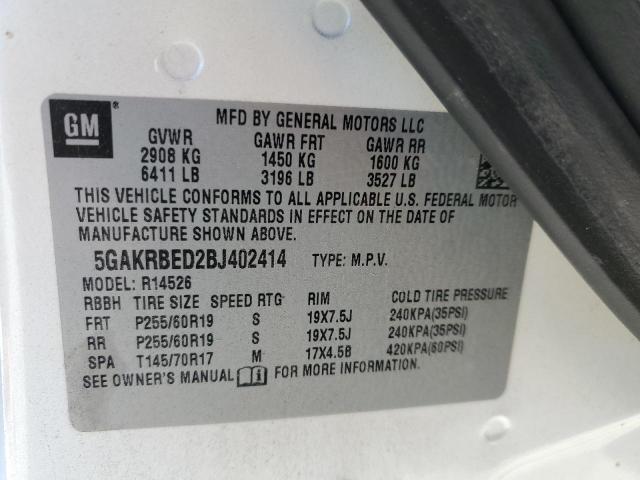 GM®
MFD BY GENERAL MOTORS LLC
GVWR GAWR FRT GAWR RR
2908 KG 1450 KG 1600 KG
6411 LB 3196 LB 3527 LB
THIS VEHICLE CONFORMS TO ALL APPLICABLE U.S. FEDERAL MOTOR
VEHICLE SAFETY STANDARDS IN EFFECT ON THE DATE OF
MANUFACTURE SHOWN ABOVE.
5GAKRBED2BJ402414 TYPE: M.P.V.
MODEL: R14526
RBBH TIRE SIZE SPEED RTG RIM COLD TIRE PRESSURE
FRT P255/60R19 S 19X7.5J 240KPA(35PSI)
RR P255/60R19 S 19X7.5J 240KPA(35PSI)
SPA T145/70R17 M 17X4.5B 420KPA(60PSI)
SEE OWNER'S MANUAL FOR MORE INFORMATION.